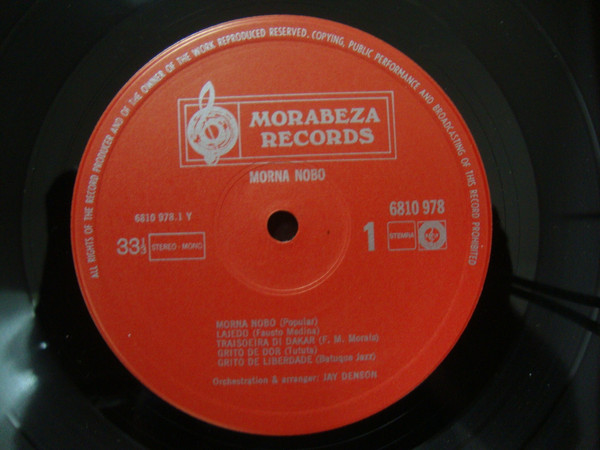 ALL RIGHTS OF THE RECORD PRODUCER AND OF THE OWNER OF THE WORK REPRODUCED RESERVED. COPYING, PUBLIC PERFORMANCE AND BROADCASTING OF THIS RECORD PROHIBITED
MORABEZA
RECORDS
MORNA NOBO
6810 978.1 Y
6810 978
33⅓
STEREO - MONO
1
STEMRA
MORNA NOBO (Popular)
LAJEDO (Fausto Medina)
TRAISOEIRA DI DAKAR (F. M. Morais)
GRITO DE DOR (Tututa)
GRITO DE LIBERDADE (Batuque Jazz)
Orchestration & arranger: JAY DENSON